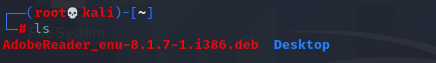 ┌──(root💀kali)-[~]
└─# ls
AdobeReader_enu-8.1.7-1.i386.deb  Desktop